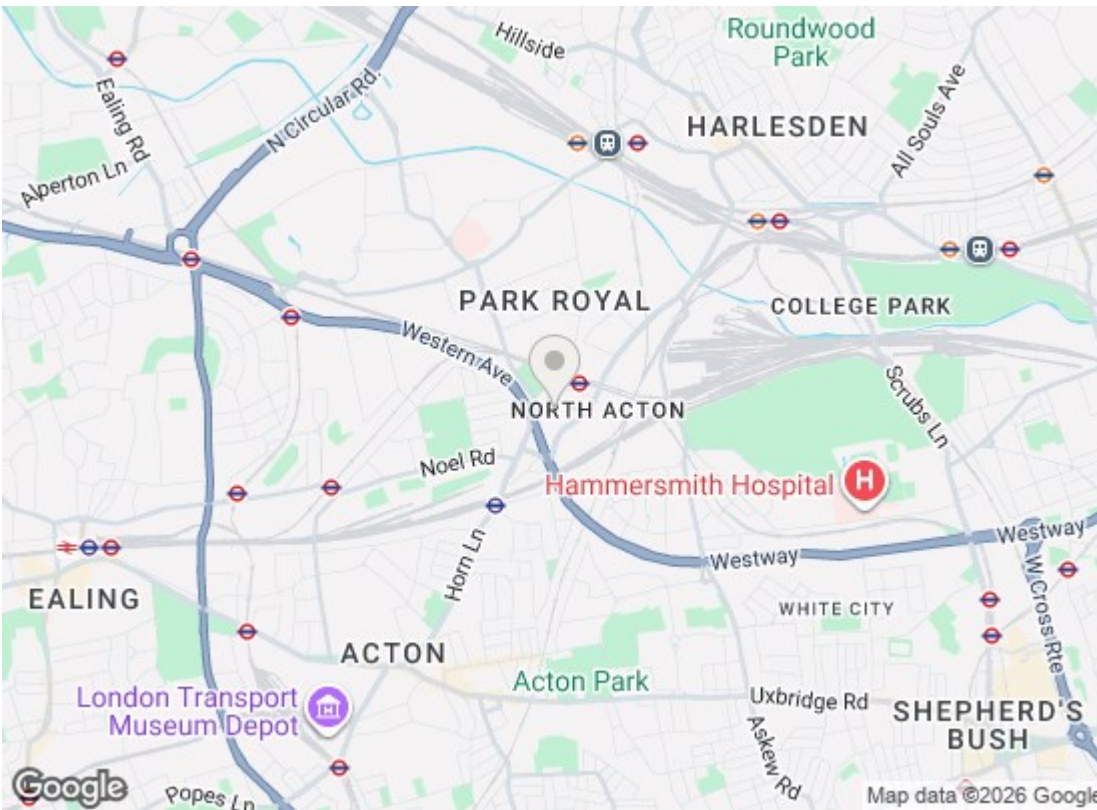 Roundwood
Park
Hillside
Ealing Rd
N Circular Rd.
HARLESDEN
All Souls Ave
Alperton Ln
PARK ROYAL
COLLEGE PARK
Western Ave
Scrubs Ln
NORTH ACTON
Noel Rd
Hammersmith Hospital
H
Horn Ln
Westway
Westway
W Cross Rte
EALING
WHITE CITY
ACTON
Acton Park
London Transport
Museum Depot
Uxbridge Rd
SHEPHERD'S
BUSH
Askew Rd
Popes Ln
Google
Map data ©2026 Google